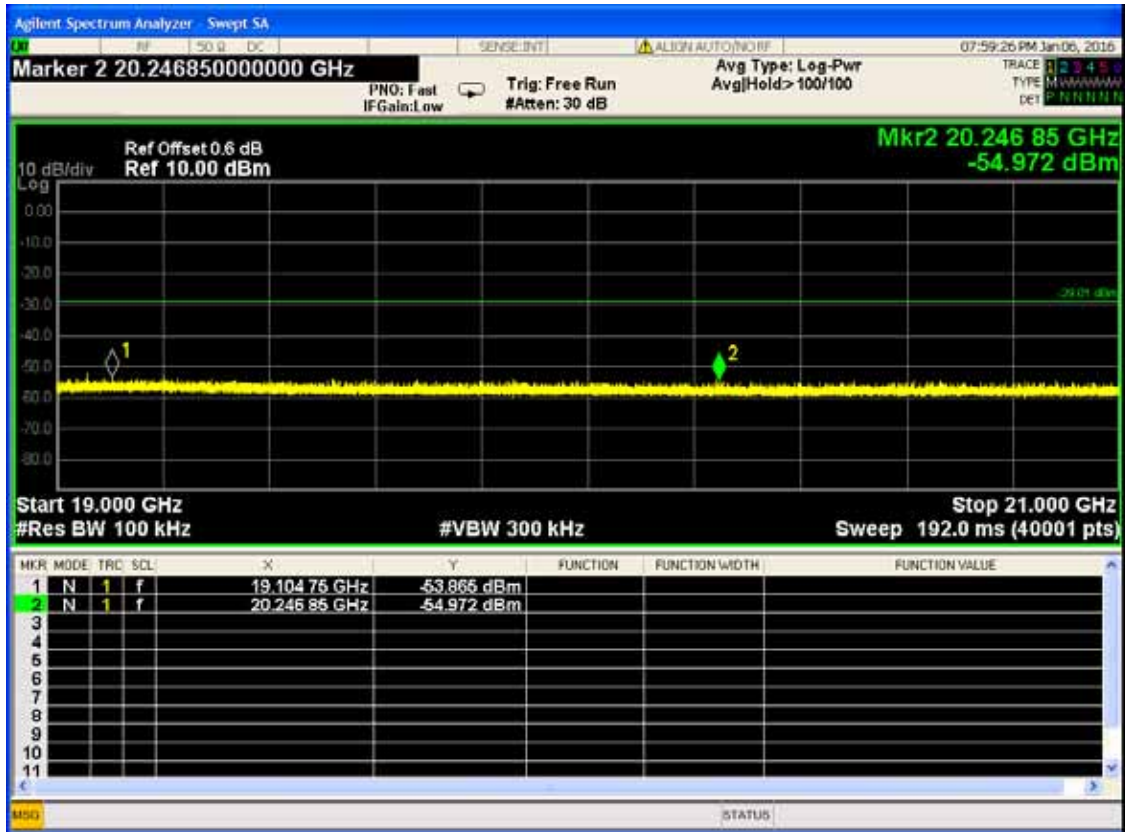 Agilent Spectrum Analyzer - Swept SA
RF 50 Ω DC SENSE:INT ALIGN AUTO/NO RF 07:59:26 PM Jan 06, 2016
Marker 2 20.246850000000 GHz
PNO: Fast
IFGain:Low
Trig: Free Run
#Atten: 30 dB
Avg Type: Log-Pwr
Avg|Hold>100/100
TRACE 1 2 3 4 5 6
TYPE M
DET P N N N N N
Mkr2 20.246 85 GHz
-54.972 dBm
Ref Offset 0.6 dB
10 dB/div Ref 10.00 dBm
Log
0.00
-10.0
-20.0
-29.01 dBm
-30.0
-40.0
1
2
-50.0
-60.0
-70.0
-80.0
Start 19.000 GHz Stop 21.000 GHz
#Res BW 100 kHz #VBW 300 kHz Sweep 192.0 ms (40001 pts)
MKR MODE TRC SCL X Y FUNCTION FUNCTION WIDTH FUNCTION VALUE
1 N 1 f 19.104 75 GHz -53.865 dBm
2 N 1 f 20.246 85 GHz -54.972 dBm
3
4
5
6
7
8
9
10
11
MSG STATUS